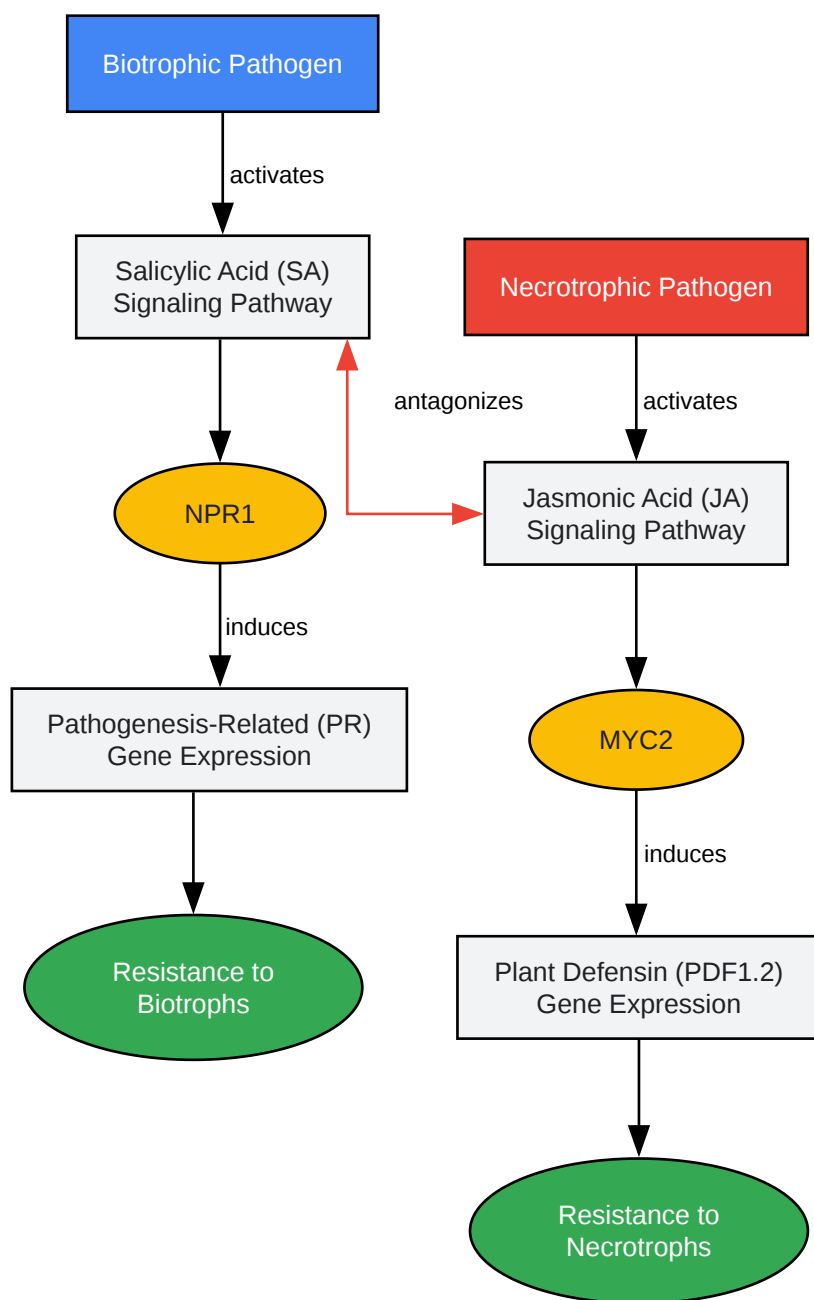 Biotrophic Pathogen
activates
Salicylic Acid (SA)
Signaling Pathway
Necrotrophic Pathogen
antagonizes
activates
NPR1
Jasmonic Acid (JA)
Signaling Pathway
induces
Pathogenesis-Related (PR)
Gene Expression
MYC2
induces
Resistance to
Biotrophs
Plant Defensin (PDF1.2)
Gene Expression
Resistance to
Necrotrophs